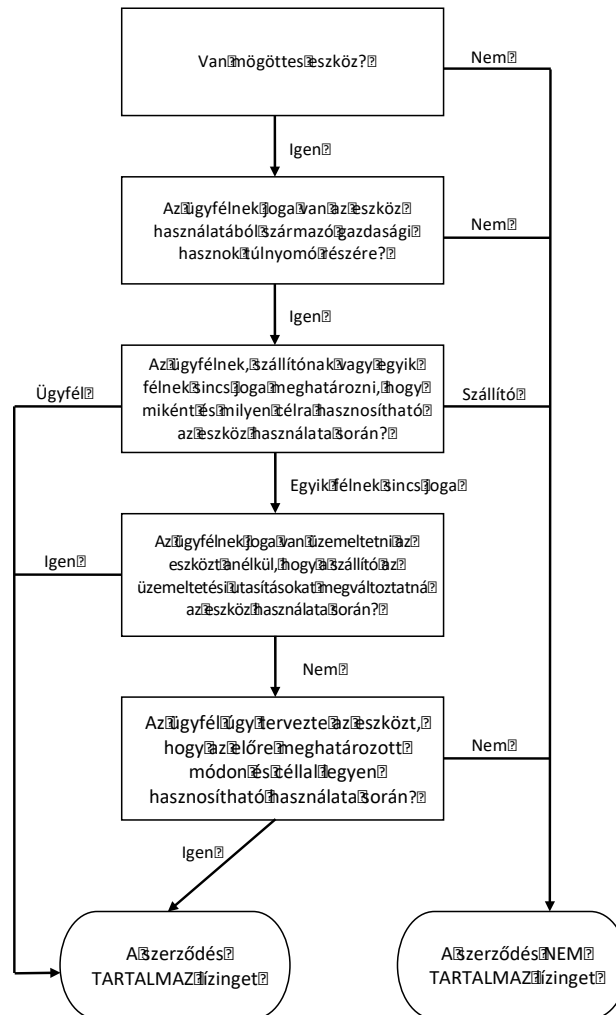 Van mögöttes eszköz?
Nem
Igen
Az ügyfélnek joga van az eszköz
használatából származó gazdasági
hasznok túlnyomó részére?
Nem
Igen
Az ügyfélnek, szállítónak vagy egyik
félnek sincs joga meghatározni, hogy
miként és milyen célra hasznosítható
az eszköz használata során?
Ügyfél
Szállító
Egyik félnek sincs joga
Az ügyfélnek joga van üzemeltetni az
eszközt anélkül, hogy a szállító az
üzemeltetési utasításokat megváltoztatná
az eszköz használata során?
Igen
Nem
Az ügyfél úgy tervezte az eszközt,
hogy az előre meghatározott
módon és céllal legyen
hasznosítható használata során?
Nem
Igen
A szerződés
TARTALMAZ lízinget
A szerződés NEM
TARTALMAZ lízinget